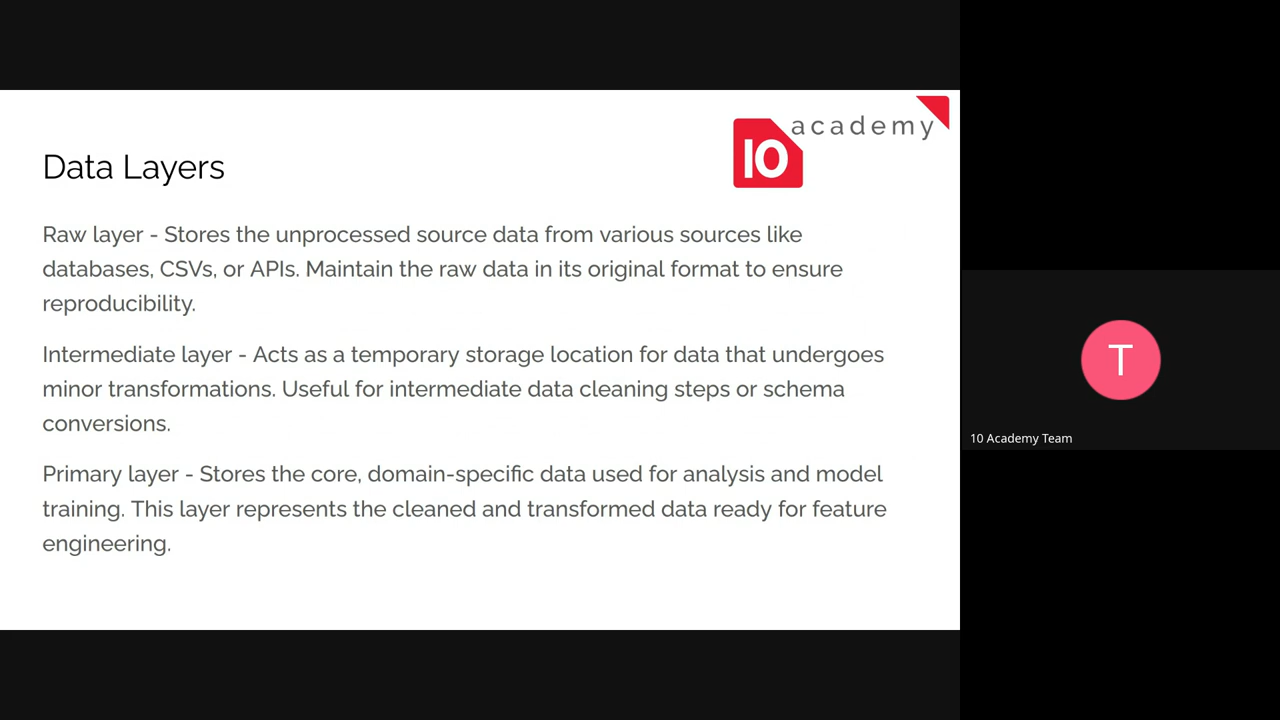 10 academy
Data Layers
Raw layer - Stores the unprocessed source data from various sources like
databases, CSVs, or APIs. Maintain the raw data in its original format to ensure
reproducibility.
Intermediate layer - Acts as a temporary storage location for data that undergoes
minor transformations. Useful for intermediate data cleaning steps or schema
conversions.
Primary layer - Stores the core, domain-specific data used for analysis and model
training. This layer represents the cleaned and transformed data ready for feature
engineering.
T
10 Academy Team